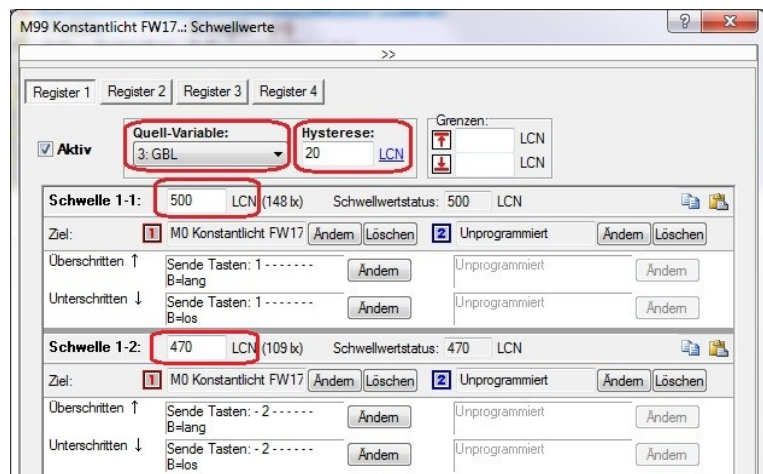 M99 Konstantlicht FW17..: Schwellwerte
>>
Register 1 Register 2 Register 3 Register 4
Aktiv
Quell-Variable:
3: GBL
Hysterese:
20 LCN
Grenzen:
LCN
LCN
Schwelle 1-1: 500 LCN (148 lx) Schwellwertstatus: 500 LCN
Ziel: 1 M0 Konstantlicht FW17 Ändern Löschen 2 Unprogrammiert Ändern Löschen
Überschritten ↑ Sende Tasten: 1 - - - - - - - Ändern Unprogrammiert Ändern
B=lang
Unterschritten ↓ Sende Tasten: 1 - - - - - - - Ändern Unprogrammiert Ändern
B=los
Schwelle 1-2: 470 LCN (109 lx) Schwellwertstatus: 470 LCN
Ziel: 1 M0 Konstantlicht FW17 Ändern Löschen 2 Unprogrammiert Ändern Löschen
Überschritten ↑ Sende Tasten: - 2 - - - - - - Ändern Unprogrammiert Ändern
B=lang
Unterschritten ↓ Sende Tasten: - 2 - - - - - - Ändern Unprogrammiert Ändern
B=los